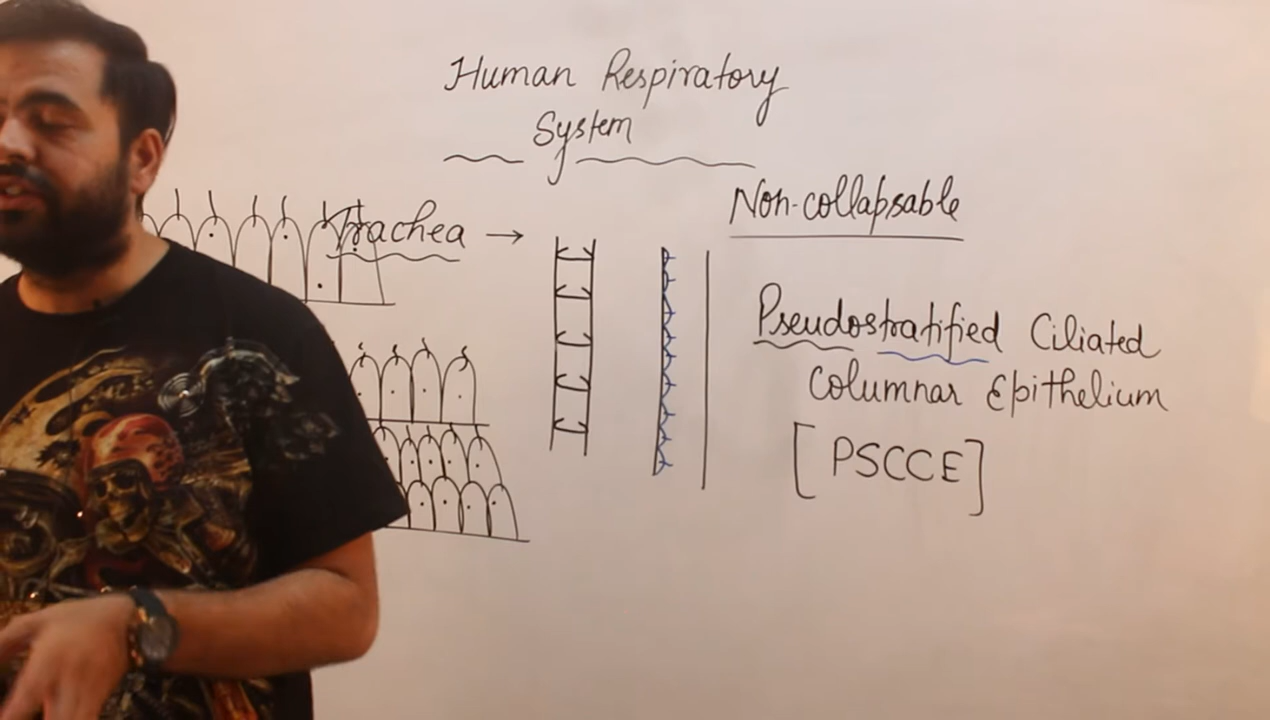 Human Respiratory
System
Trachea →
Non-collapsable
Pseudostratified Ciliated
Columnar Epithelium
[PSCCE]